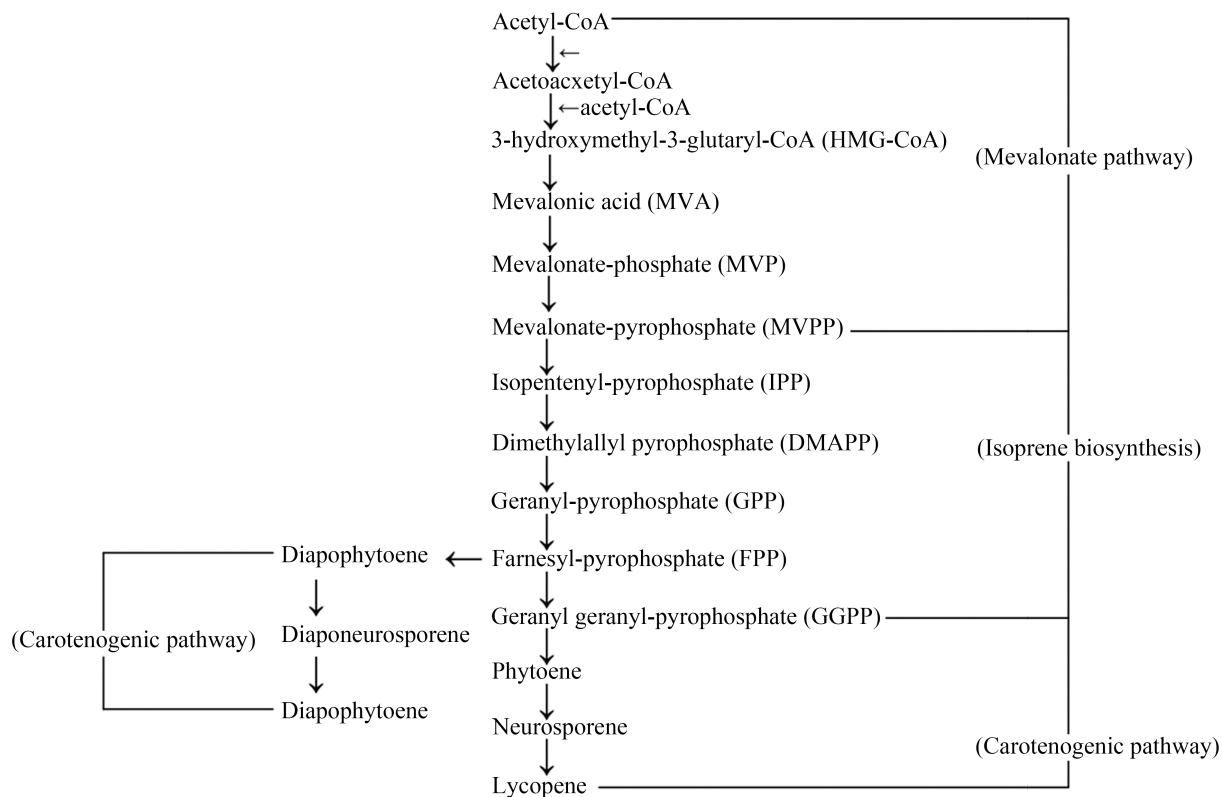 Acetyl-CoA
←
Acetoacxetyl-CoA
←acetyl-CoA
3-hydroxymethyl-3-glutaryl-CoA (HMG-CoA)
(Mevalonate pathway)
Mevalonic acid (MVA)
Mevalonate-phosphate (MVP)
Mevalonate-pyrophosphate (MVPP)
Isopentenyl-pyrophosphate (IPP)
Dimethylallyl pyrophosphate (DMAPP)
(Isoprene biosynthesis)
Geranyl-pyrophosphate (GPP)
Diapophytoene ← Farnesyl-pyrophosphate (FPP)
Geranyl geranyl-pyrophosphate (GGPP)
(Carotenogenic pathway) Diaponeurosporene
Phytoene
Diapophytoene
Neurosporene
(Carotenogenic pathway)
Lycopene